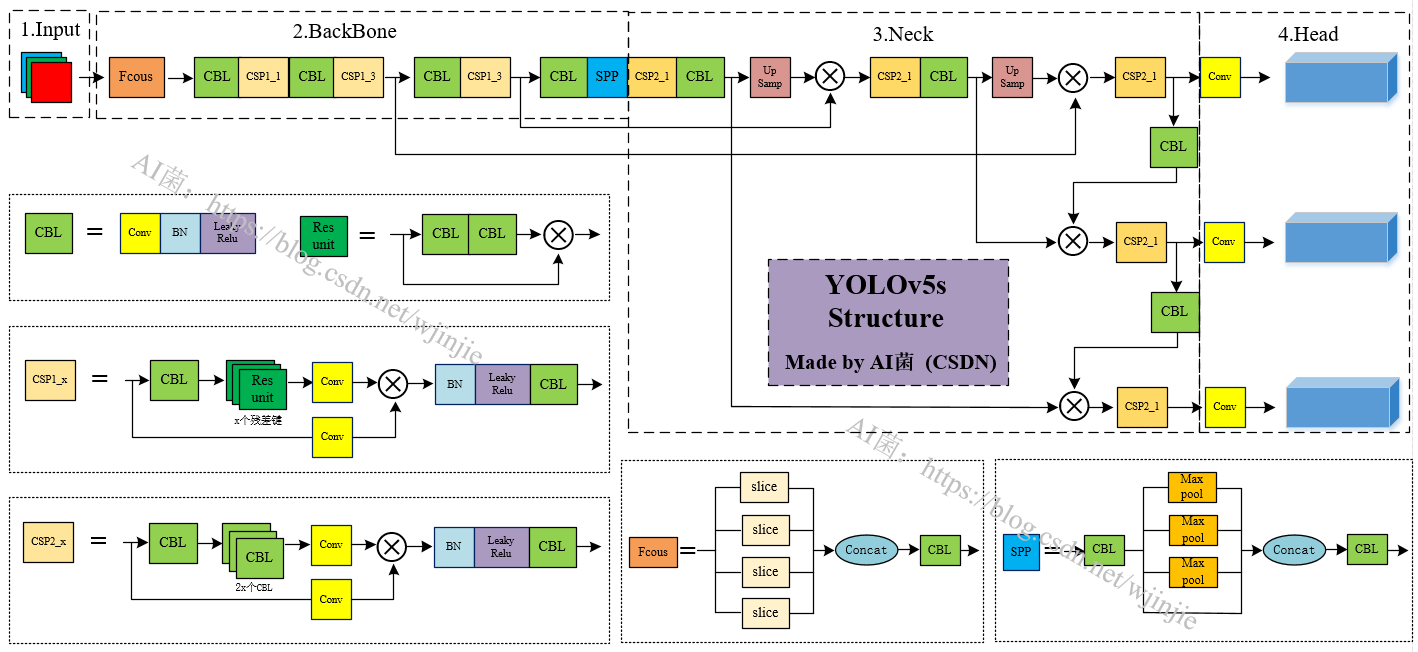 1.Input
2.BackBone
3.Neck
4.Head
Fcous
CBL
CSP1_1
CBL
CSP1_3
CBL
CSP1_3
CBL
SPP
CSP2_1
CBL
Up
Samp
CSP2_1
CBL
Up
Samp
CSP2_1
Conv
CBL
CSP2_1
Conv
CBL
CSP2_1
Conv
YOLOv5s
Structure
Made by AI菌 (CSDN)
AI菌：https://blog.csdn.net/wjinjie
CBL
=
Conv
BN
Leaky
Relu
Res
unit
=
CBL
CBL
CSP1_x
=
CBL
Res
unit
x个残差键
Conv
Conv
BN
Leaky
Relu
CBL
CSP2_x
=
CBL
CBL
2x个CBL
Conv
Conv
BN
Leaky
Relu
CBL
Fcous
=
slice
slice
slice
slice
Concat
CBL
AI菌：https://blog.csdn.net/wjinjie
SPP
=
CBL
Max
pool
Max
pool
Max
pool
Concat
CBL